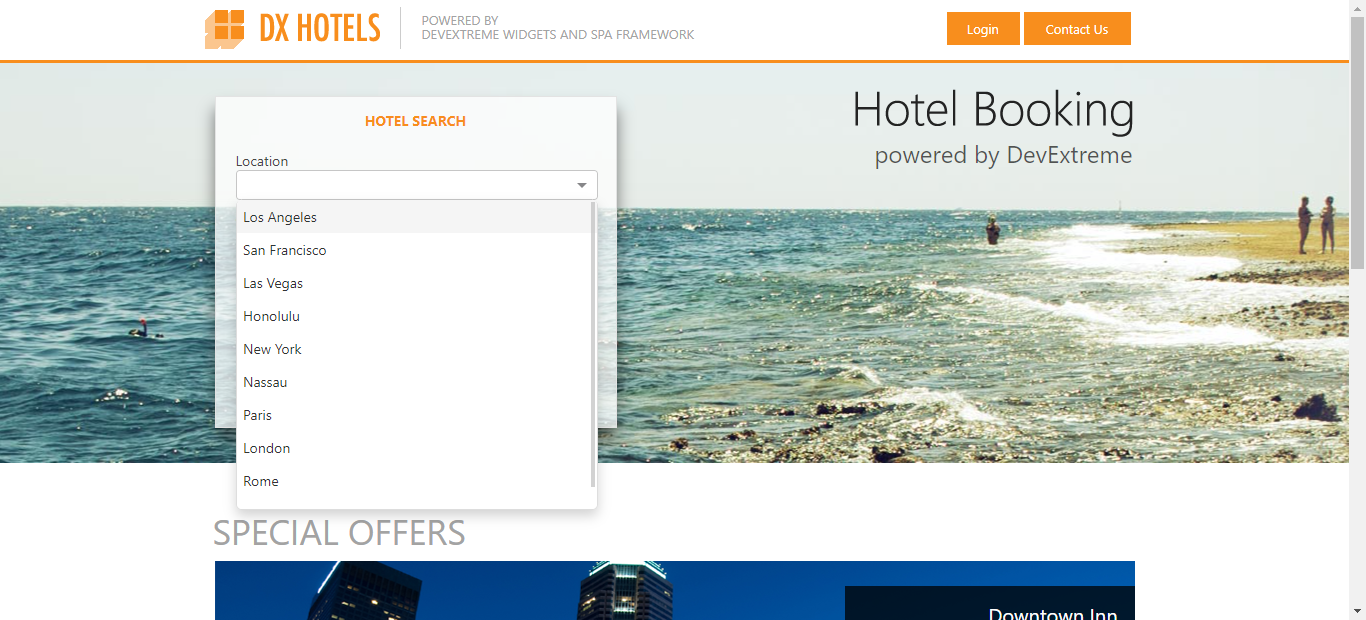 DX HOTELS
POWERED BY
DEVEXTREME WIDGETS AND SPA FRAMEWORK
Login
Contact Us
Hotel Booking
powered by DevExtreme
HOTEL SEARCH
Location
Los Angeles
San Francisco
Las Vegas
Honolulu
New York
Nassau
Paris
London
Rome
SPECIAL OFFERS
Downtown Inn